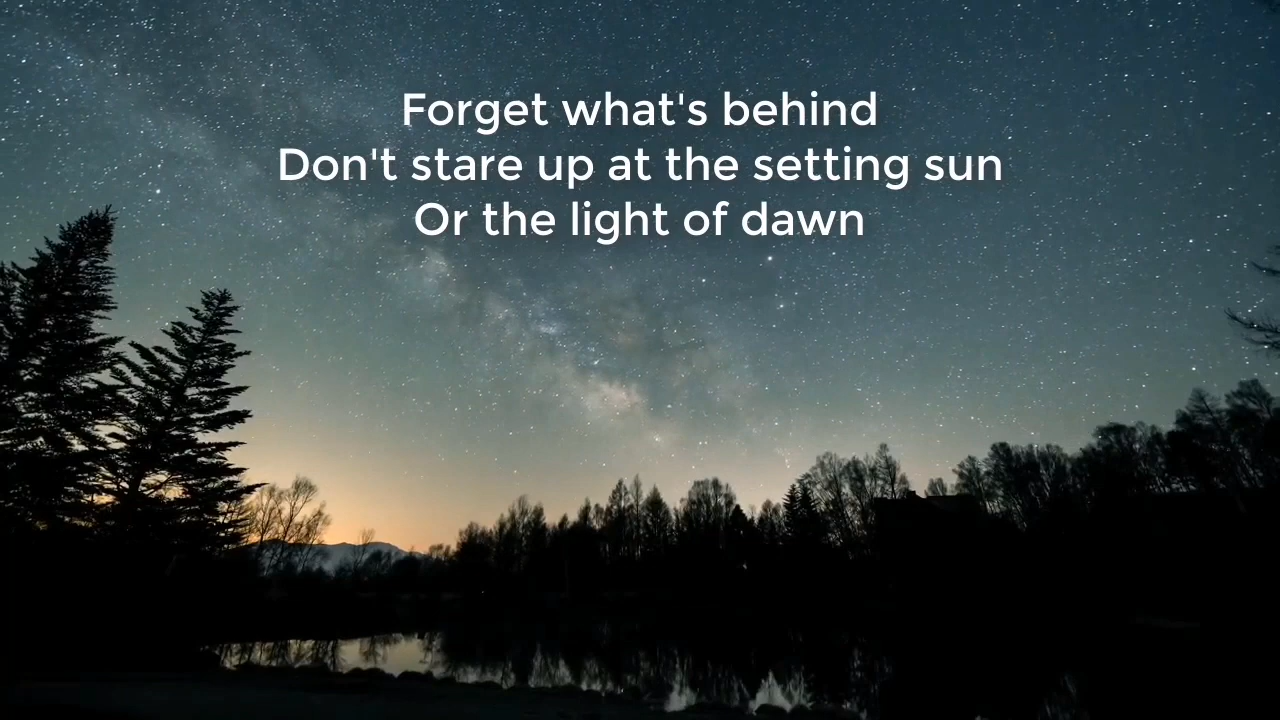 Forget what's behind
Don't stare up at the setting sun
Or the light of dawn